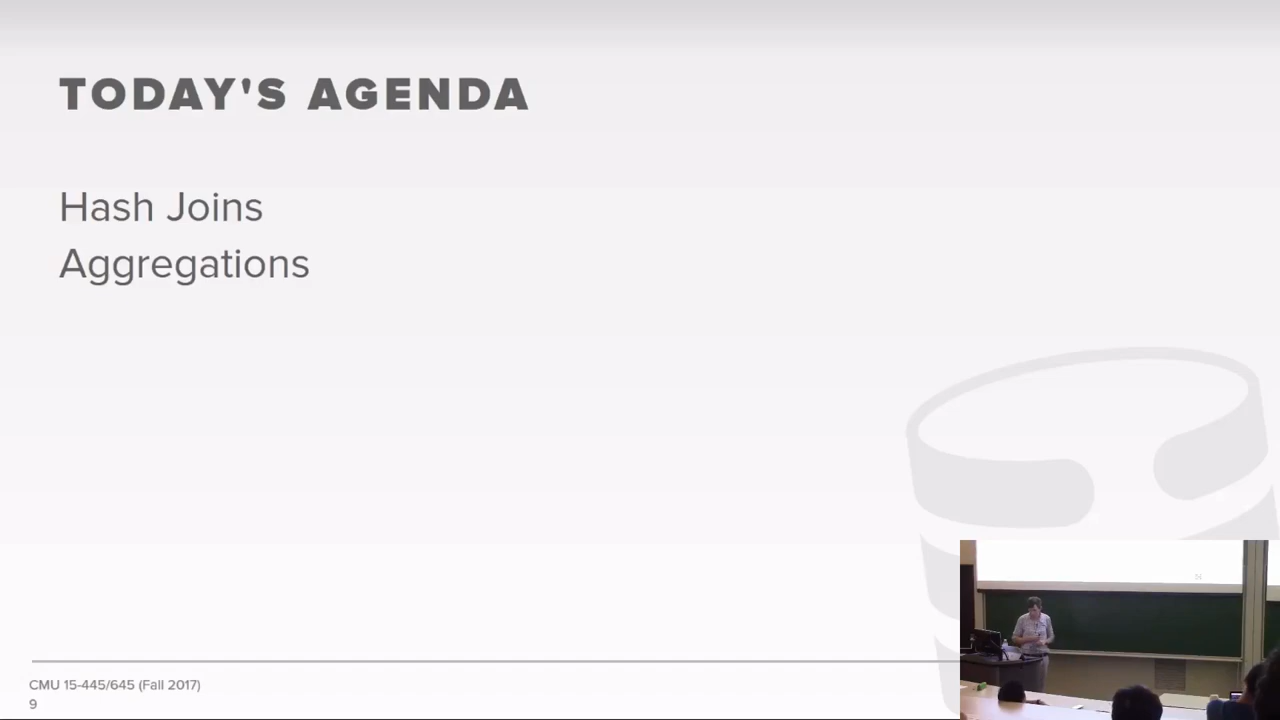 TODAY'S AGENDA
Hash Joins
Aggregations
CMU 15-445/645 (Fall 2017)
9